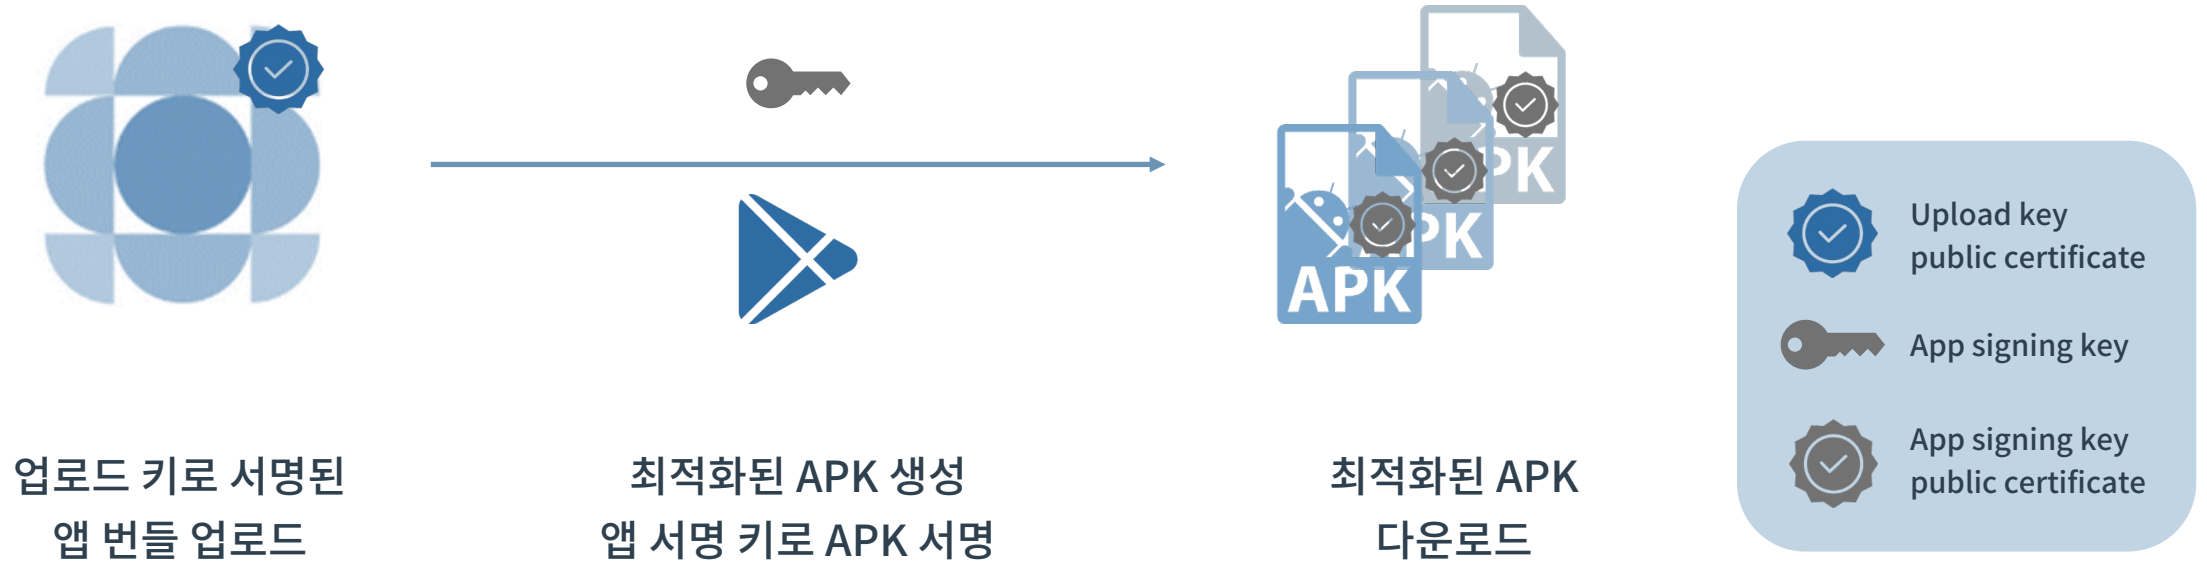 APK
PK
PK
업로드 키로 서명된
앱 번들 업로드
최적화된 APK 생성
앱 서명 키로 APK 서명
최적화된 APK
다운로드
Upload key
public certificate
App signing key
App signing key
public certificate